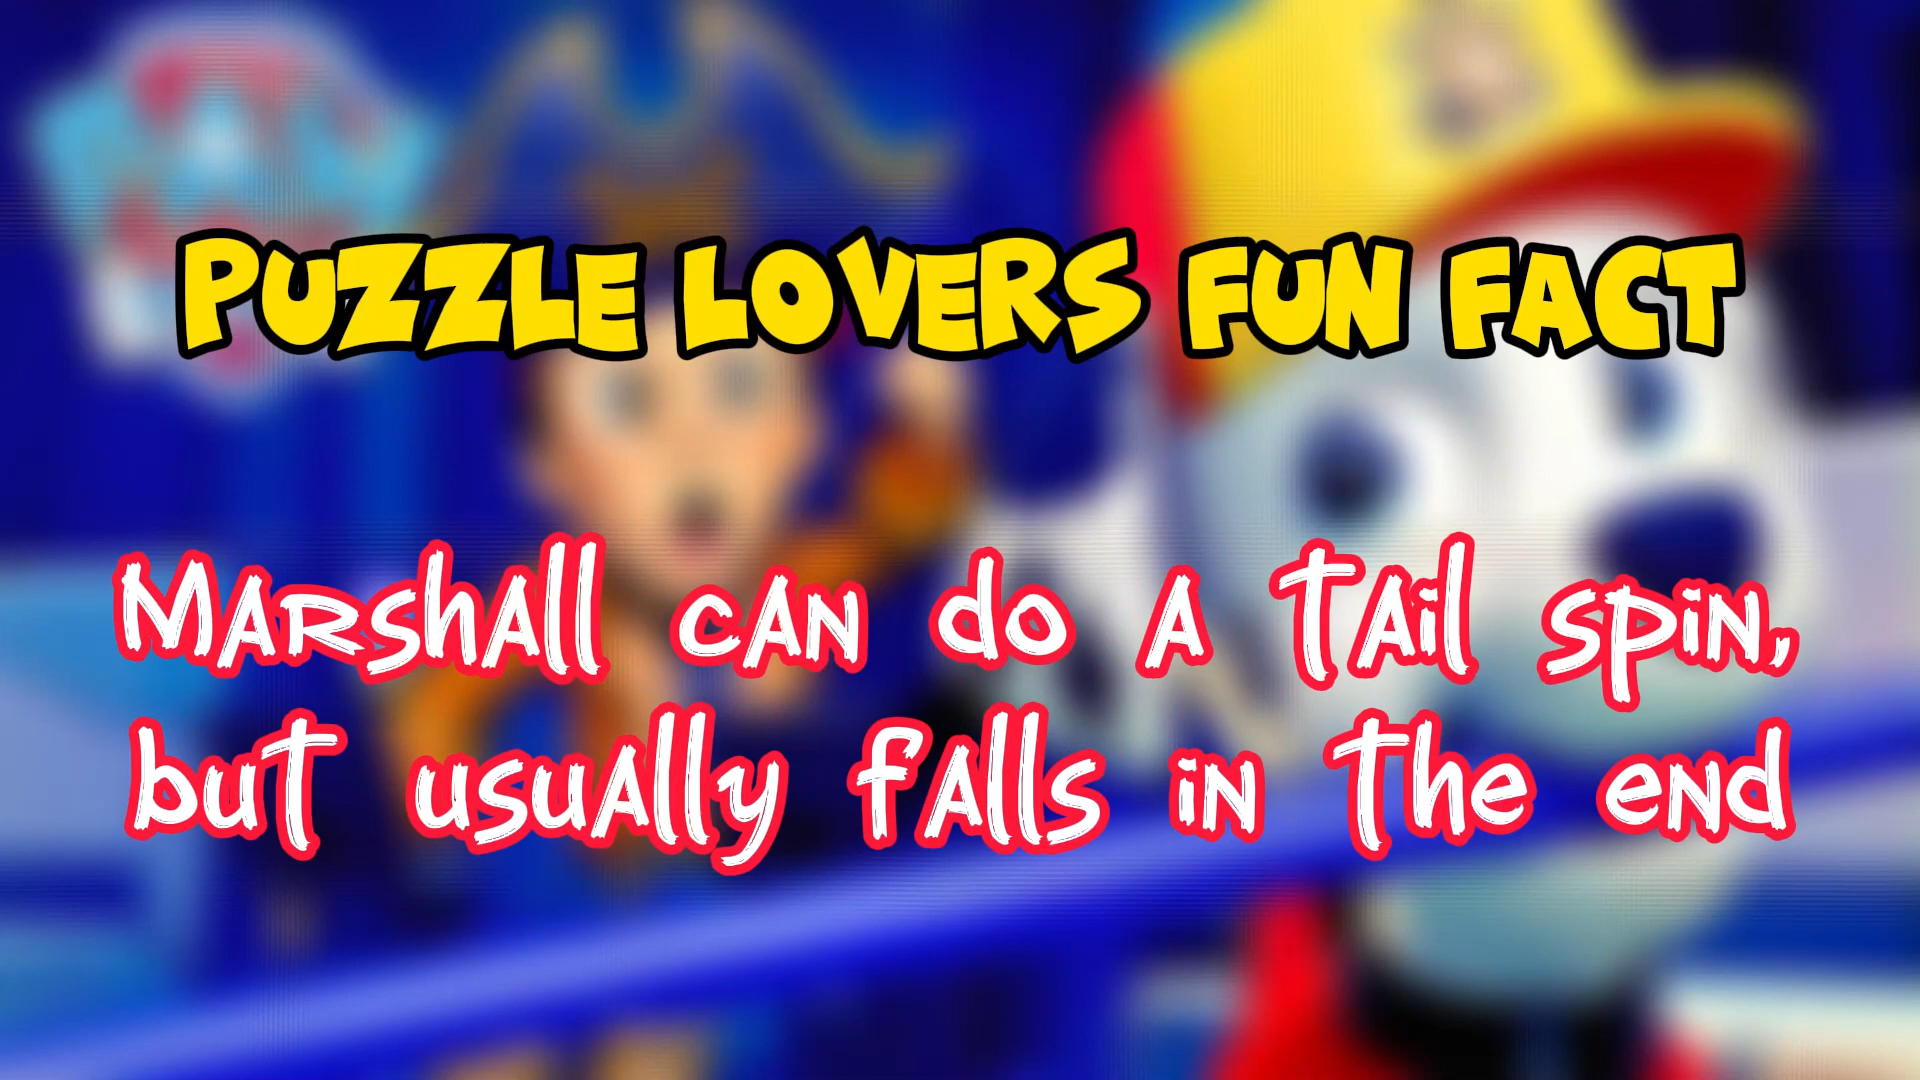 PUZZLE LOVERS FUN FACT
Marshall can do a tail spin,
but usually falls in the end